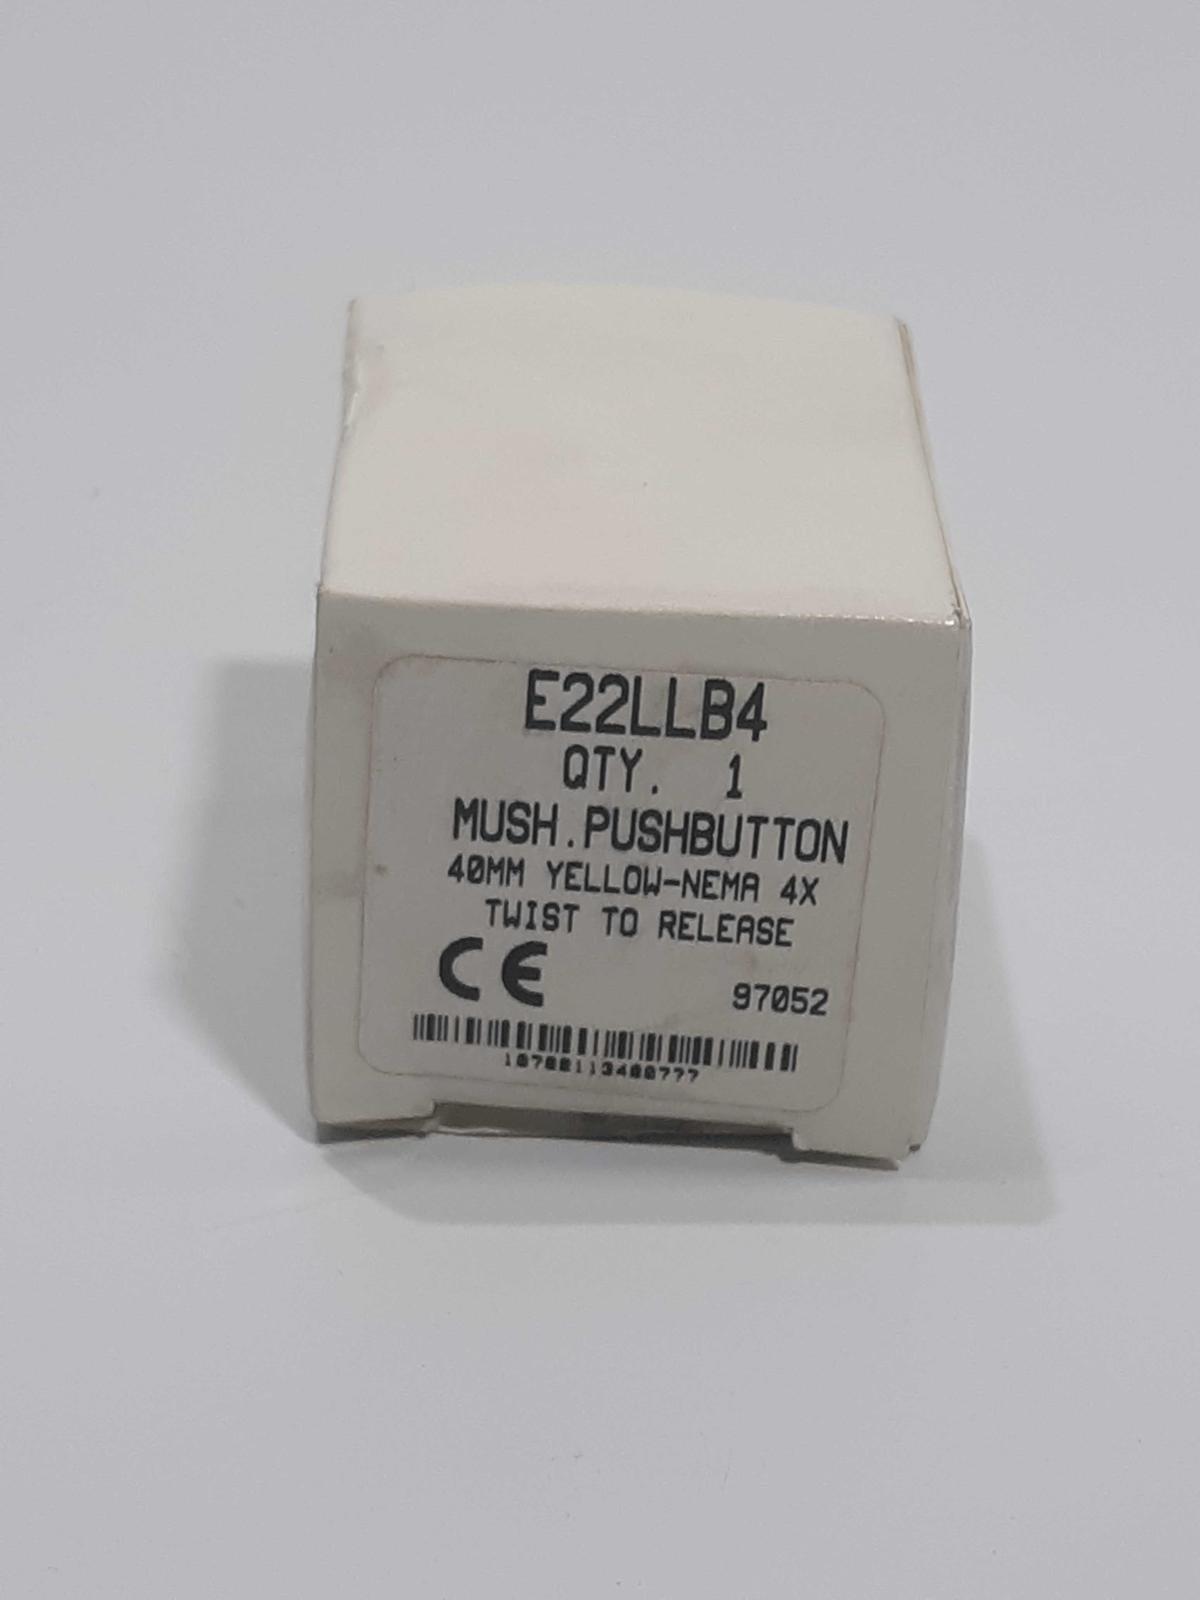 E22LLB4
QTY. 1
MUSH.PUSHBUTTON
40MM YELLOW-NEMA 4X
TWIST TO RELEASE
CE
97052